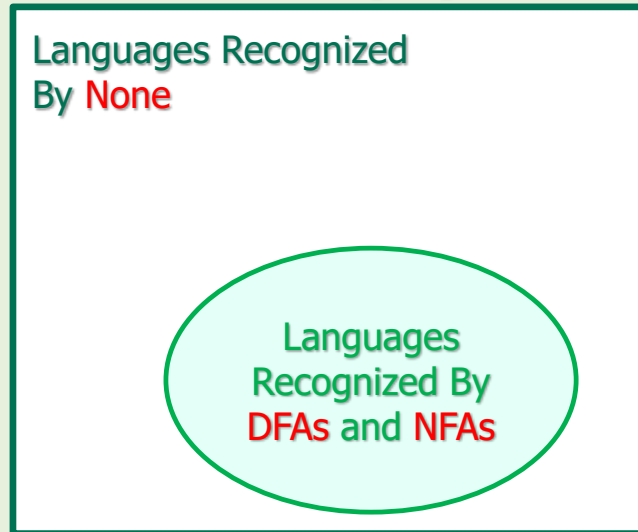 Languages Recognized
By None
Languages
Recognized By
DFAs and NFAs